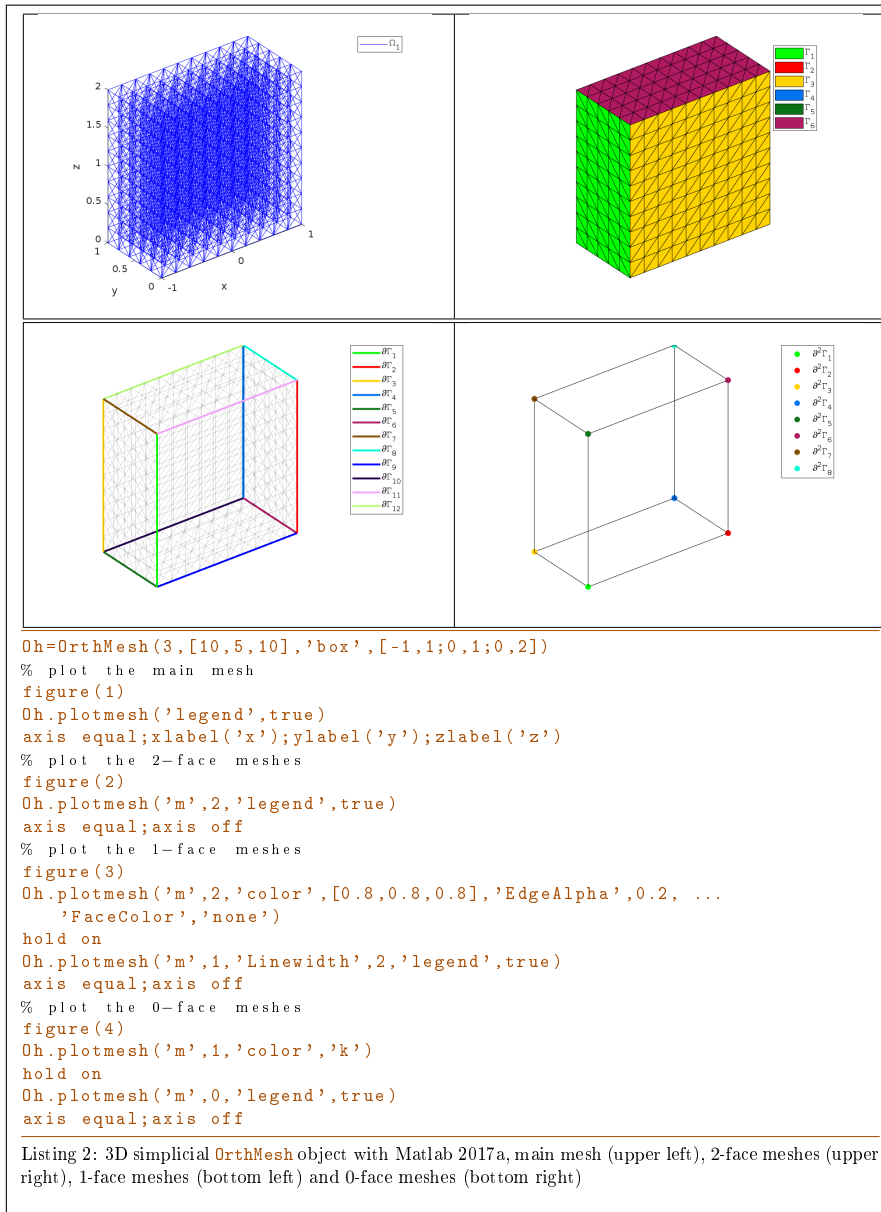 Ω1
2
1.5
1
0.5
0
z
1
0.5
0
y
-1
0
1
x
Γ1
Γ2
Γ3
Γ4
Γ5
Γ6
∂Γ1
∂Γ2
∂Γ3
∂Γ4
∂Γ5
∂Γ6
∂Γ7
∂Γ8
∂Γ9
∂Γ10
∂Γ11
∂Γ12
∂²Γ1
∂²Γ2
∂²Γ3
∂²Γ4
∂²Γ5
∂²Γ6
∂²Γ7
∂²Γ8
Oh=OrthMesh(3,[10,5,10],'box',[-1,1;0,1;0,2])
% plot the main mesh
figure(1)
Oh.plotmesh('legend',true)
axis equal;xlabel('x');ylabel('y');zlabel('z')
% plot the 2-face meshes
figure(2)
Oh.plotmesh('m',2,'legend',true)
axis equal;axis off
% plot the 1-face meshes
figure(3)
Oh.plotmesh('m',2,'color',[0.8,0.8,0.8],'EdgeAlpha',0.2, ...
'FaceColor','none')
hold on
Oh.plotmesh('m',1,'Linewidth',2,'legend',true)
axis equal;axis off
% plot the 0-face meshes
figure(4)
Oh.plotmesh('m',1,'color','k')
hold on
Oh.plotmesh('m',0,'legend',true)
axis equal;axis off
Listing 2: 3D simplicial OrthMesh object with Matlab 2017a, main mesh (upper left), 2-face meshes (upper
right), 1-face meshes (bottom left) and 0-face meshes (bottom right)